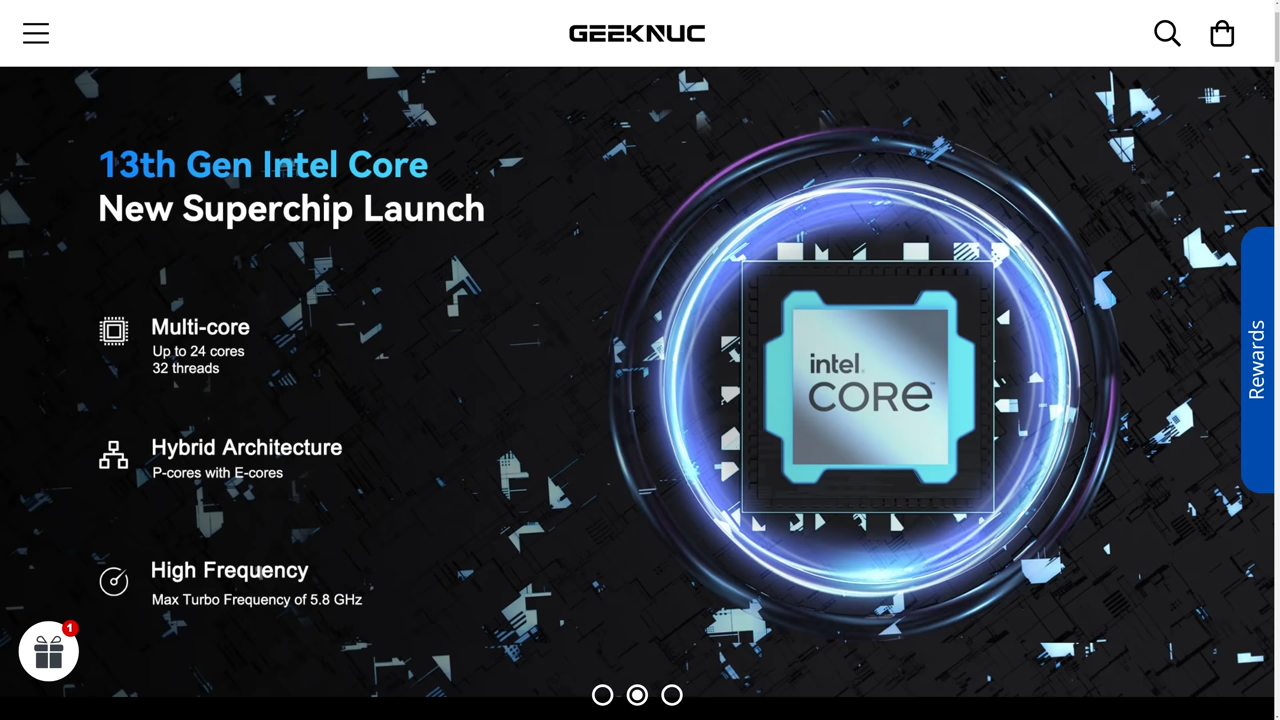 GEEKNUC
13th Gen Intel Core
New Superchip Launch
Multi-core
Up to 24 cores
32 threads
Hybrid Architecture
P-cores with E-cores
High Frequency
Max Turbo Frequency of 5.8 GHz
intel.
CORE™
Rewards
1